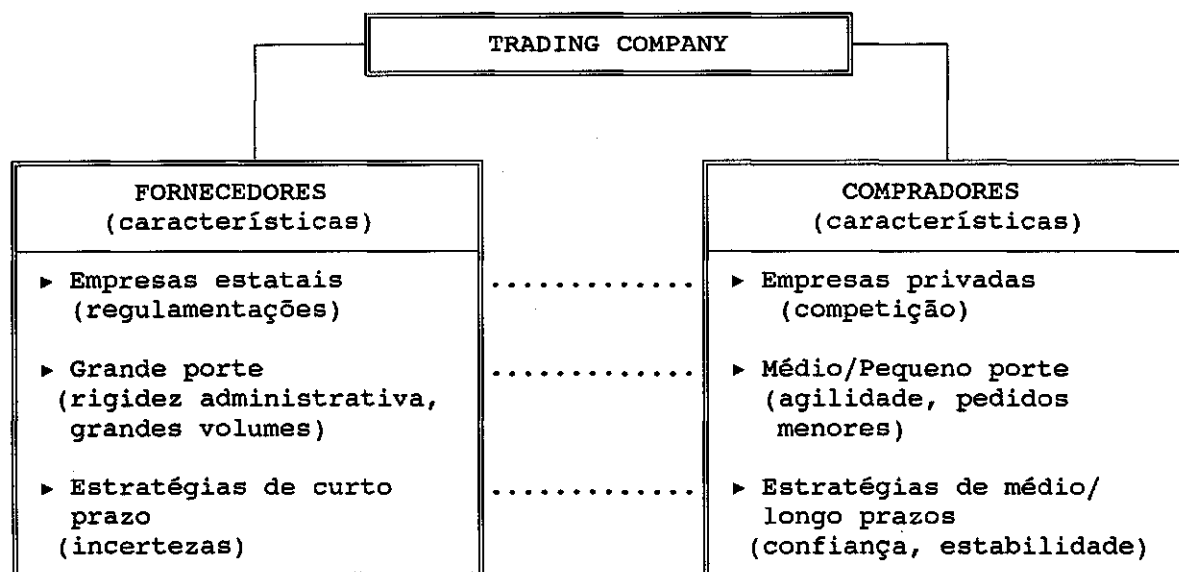 TRADING COMPANY
FORNECEDORES
(características)
► Empresas estatais
(regulamentações)
► Grande porte
(rigidez administrativa,
grandes volumes)
► Estratégias de curto
prazo
(incertezas)
.............
.............
.............
COMPRADORES
(características)
► Empresas privadas
(competição)
► Médio/Pequeno porte
(agilidade, pedidos
menores)
► Estratégias de médio/
longo prazos
(confiança, estabilidade)